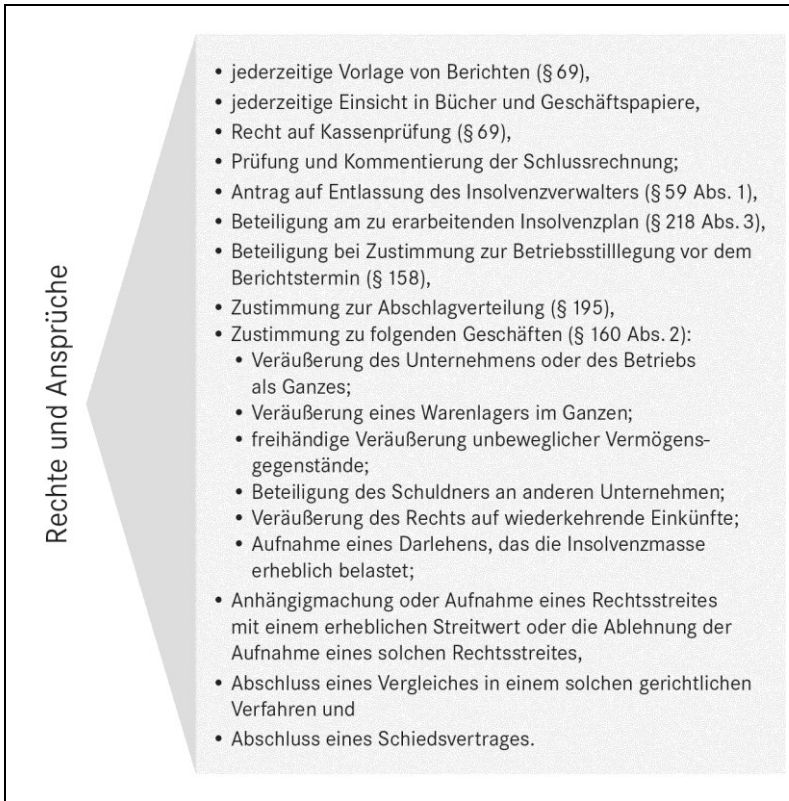 Rechte und Ansprüche
• jederzeitige Vorlage von Berichten (§ 69),
• jederzeitige Einsicht in Bücher und Geschäftspapiere,
• Recht auf Kassenprüfung (§ 69),
• Prüfung und Kommentierung der Schlussrechnung;
• Antrag auf Entlassung des Insolvenzverwalters (§ 59 Abs. 1),
• Beteiligung am zu erarbeitenden Insolvenzplan (§ 218 Abs. 3),
• Beteiligung bei Zustimmung zur Betriebsstilllegung vor dem
Berichtstermin (§ 158),
• Zustimmung zur Abschlagverteilung (§ 195),
• Zustimmung zu folgenden Geschäften (§ 160 Abs. 2):
• Veräußerung des Unternehmens oder des Betriebs
als Ganzes;
• Veräußerung eines Warenlagers im Ganzen;
• freihändige Veräußerung unbeweglicher Vermögens-
gegenstände;
• Beteiligung des Schuldners an anderen Unternehmen;
• Veräußerung des Rechts auf wiederkehrende Einkünfte;
• Aufnahme eines Darlehens, das die Insolvenzmasse
erheblich belastet;
• Anhängigmachung oder Aufnahme eines Rechtsstreites
mit einem erheblichen Streitwert oder die Ablehnung der
Aufnahme eines solchen Rechtsstreites,
• Abschluss eines Vergleiches in einem solchen gerichtlichen
Verfahren und
• Abschluss eines Schiedsvertrages.